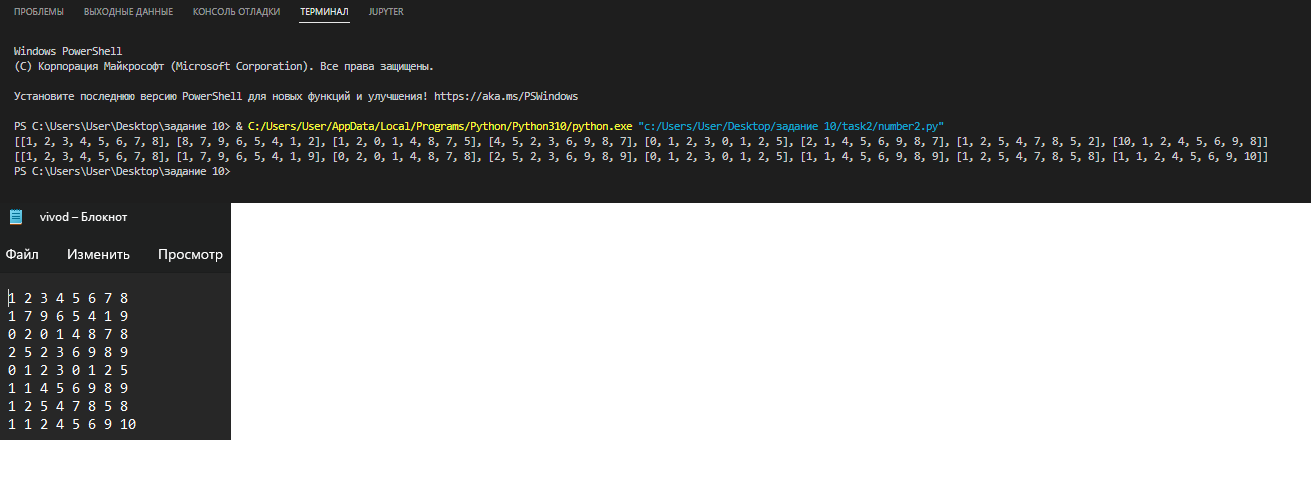 ПРОБЛЕМЫ ВЫХОДНЫЕ ДАННЫЕ КОНСОЛЬ ОТЛАДКИ ТЕРМИНАЛ JUPYTER
Windows PowerShell
(C) Корпорация Майкрософт (Microsoft Corporation). Все права защищены.
Установите последнюю версию PowerShell для новых функций и улучшения! https://aka.ms/PSWindows
PS C:\Users\User\Desktop\задание 10> & C:/Users/User/AppData/Local/Programs/Python/Python310/python.exe "c:/Users/User/Desktop/задание 10/task2/number2.py"
[[1, 2, 3, 4, 5, 6, 7, 8], [8, 7, 9, 6, 5, 4, 1, 2], [1, 2, 0, 1, 4, 8, 7, 5], [4, 5, 2, 3, 6, 9, 8, 7], [0, 1, 2, 3, 0, 1, 2, 5], [2, 1, 4, 5, 6, 9, 8, 7], [1, 2, 5, 4, 7, 8, 5, 2], [10, 1, 2, 4, 5, 6, 9, 8]]
[[1, 2, 3, 4, 5, 6, 7, 8], [1, 7, 9, 6, 5, 4, 1, 9], [0, 2, 0, 1, 4, 8, 7, 8], [2, 5, 2, 3, 6, 9, 8, 9], [0, 1, 2, 3, 0, 1, 2, 5], [1, 1, 4, 5, 6, 9, 8, 9], [1, 2, 5, 4, 7, 8, 5, 8], [1, 1, 2, 4, 5, 6, 9, 10]]
PS C:\Users\User\Desktop\задание 10>
vivod – Блокнот
Файл Изменить Просмотр
1 2 3 4 5 6 7 8
1 7 9 6 5 4 1 9
0 2 0 1 4 8 7 8
2 5 2 3 6 9 8 9
0 1 2 3 0 1 2 5
1 1 4 5 6 9 8 9
1 2 5 4 7 8 5 8
1 1 2 4 5 6 9 10